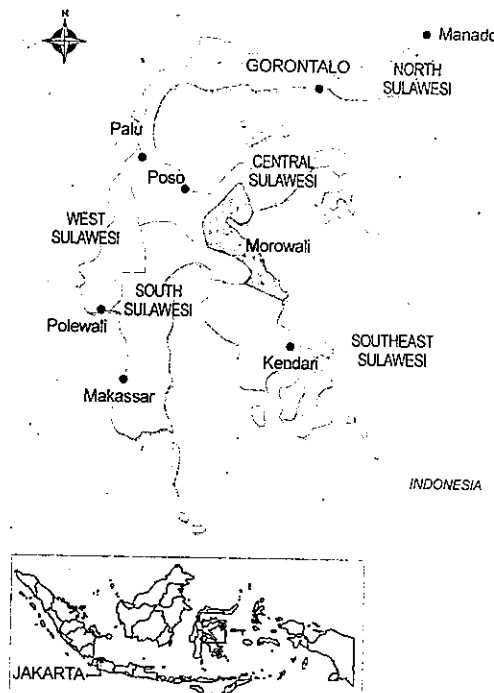 N
Manado
GORONTALO
NORTH
SULAWESI
Palu
Poso
CENTRAL
SULAWESI
WEST
SULAWESI
Morowali
SOUTH
SULAWESI
Polewali
SOUTHEAST
SULAWESI
Kendari
Makassar
INDONESIA
JAKARTA